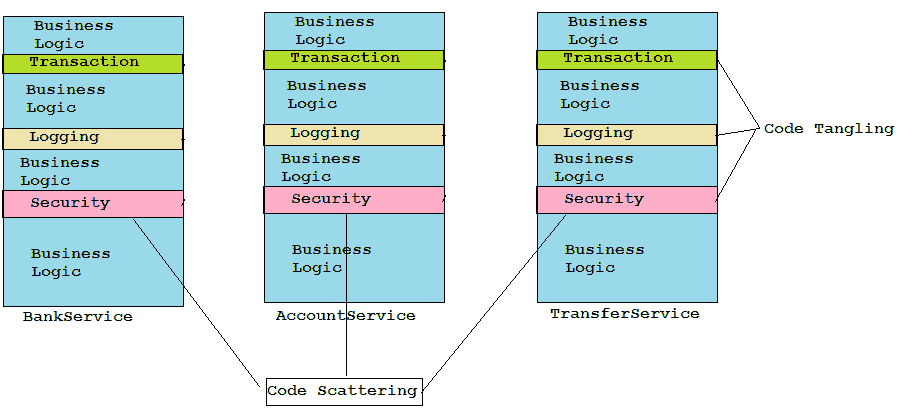 Business
Logic
Transaction
Business
Logic
Logging
Business
Logic
Security
Business
Logic
BankService
Business
Logic
Transaction
Business
Logic
Logging
Business
Logic
Security
Business
Logic
AccountService
Business
Logic
Transaction
Business
Logic
Logging
Business
Logic
Security
Business
Logic
TransferService
Code Tangling
Code Scattering